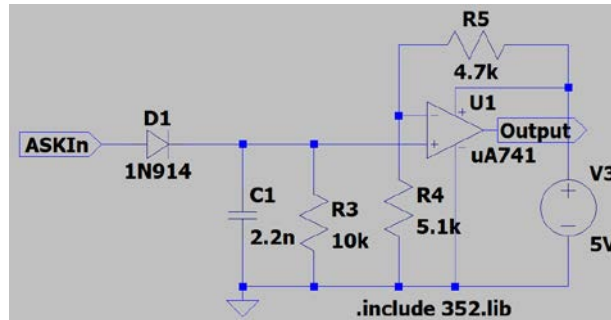 R5
4.7k
D1
U1
ASKIn
Output
1N914
uA741
V3
C1
R3
R4
2.2n
10k
5.1k
5V
.include 352.lib